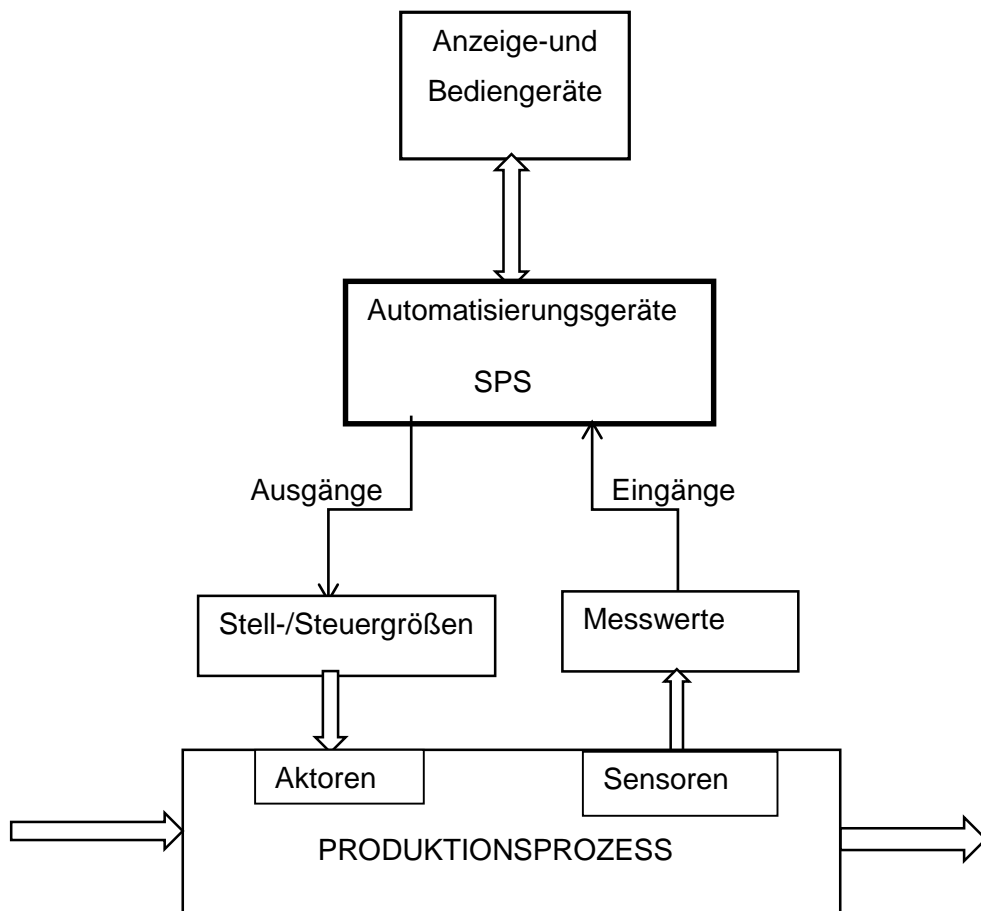 Anzeige-und
Bediengeräte
Automatisierungsgeräte
SPS
Ausgänge
Eingänge
Stell-/Steuergrößen
Messwerte
Aktoren
Sensoren
PRODUKTIONSPROZESS